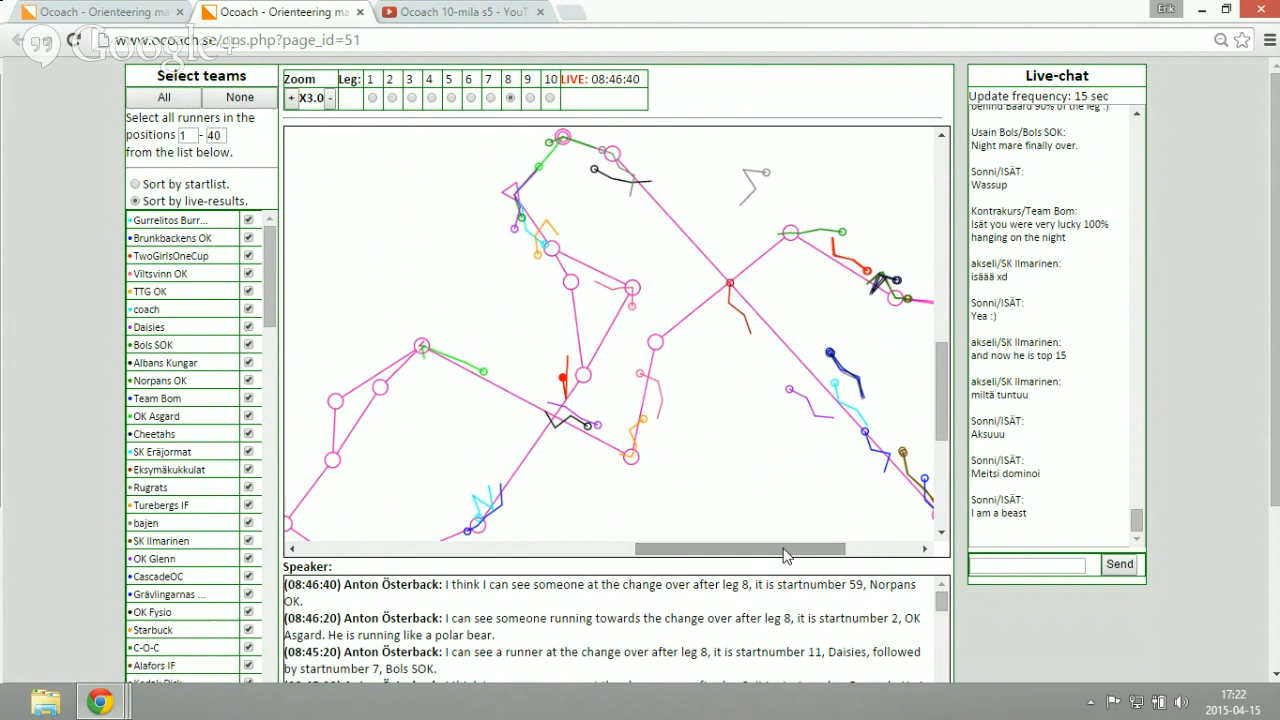 Ocoach - Orienteering ma
Ocoach - Orienteering ma
Ocoach 10-mila s5 - YouT
Erik
www.ocoach.se/gps.php?page_id=51
Google+
Select teams
All
None
Select all runners in the
positions 1 - 40
from the list below.
Sort by startlist.
Sort by live-results.
Gurrelitos Burr...
Brunkbackens OK
TwoGirlsOneCup
Viltsvinn OK
TTG OK
coach
Daisies
Bols SOK
Albans Kungar
Norpans OK
Team Bom
OK Asgard
Cheetahs
SK Eräjormat
Eksymäkukkulat
Rugrats
Turebergs IF
bajen
SK Ilmarinen
OK Glenn
CascadeOC
Grävlingarnas ...
OK Fysio
Starbuck
C-O-C
Alafors IF
Zoom
Leg:
1
2
3
4
5
6
7
8
9
10
LIVE: 08:46:40
+ X3.0 -
Speaker:
(08:46:40) Anton Österback: I think I can see someone at the change over after leg 8, it is startnumber 59, Norpans
OK.
(08:46:20) Anton Österback: I can see someone running towards the change over after leg 8, it is startnumber 2, OK
Asgard. He is running like a polar bear.
(08:45:20) Anton Österback: I can see a runner at the change over after leg 8, it is startnumber 11, Daisies, followed
by startnumber 7, Bols SOK.
Live-chat
Update frequency: 15 sec
behind Baard 90% of the leg :)
Usain Bols/Bols SOK:
Night mare finally over.
Sonni/ISÄT:
Wassup
Kontrakurs/Team Bom:
Isät you were very lucky 100%
hanging on the night
akseli/SK Ilmarinen:
isäää xd
Sonni/ISÄT:
Yea :)
akseli/SK Ilmarinen:
and now he is top 15
akseli/SK Ilmarinen:
miltä tuntuu
Sonni/ISÄT:
Aksuuu
Sonni/ISÄT:
Meitsi dominoi
Sonni/ISÄT:
I am a beast
Send
17:22
2015-04-15